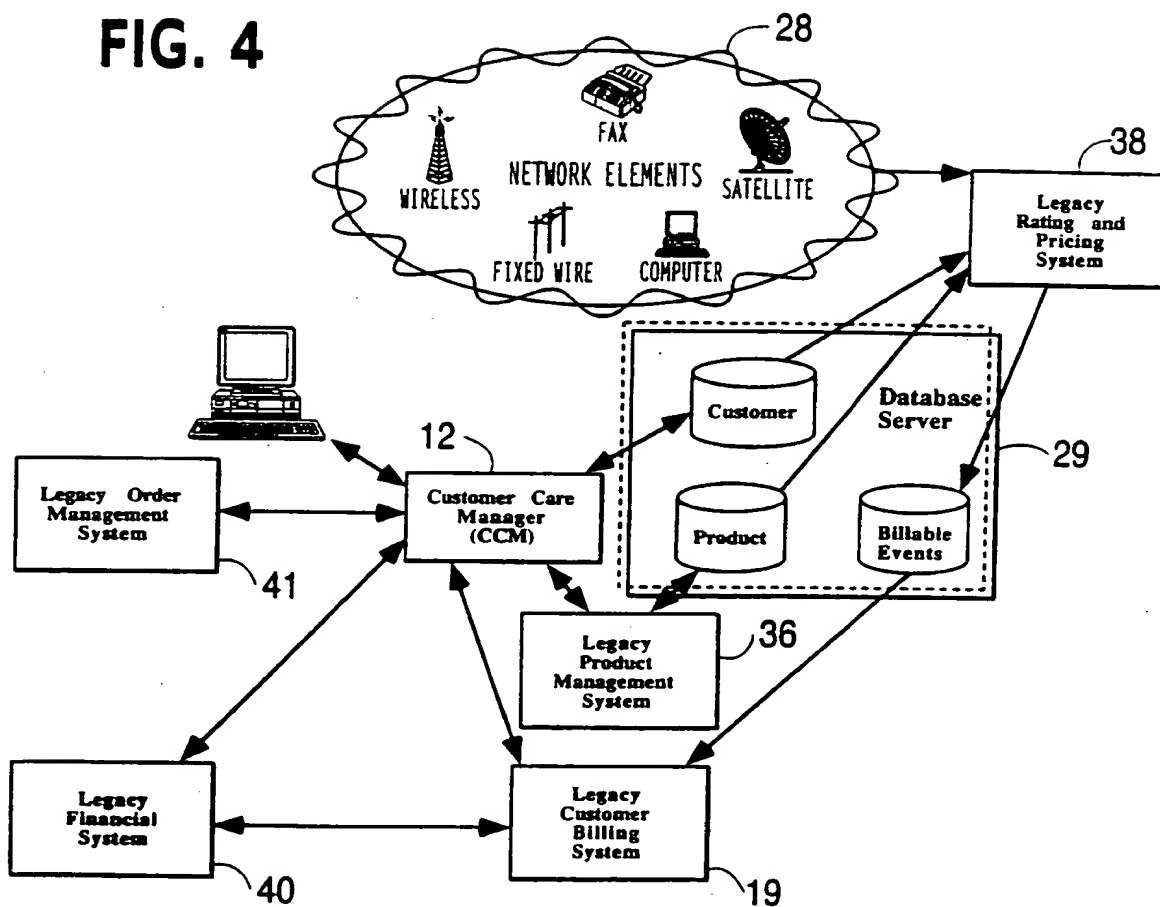 FIG. 4
28
FAX
WIRELESS
NETWORK ELEMENTS
SATELLITE
FIXED WIRE
COMPUTER
38
Legacy
Rating and
Pricing
System
Customer
Database
Server
29
Product
Billable
Events
12
Customer Care
Manager
(CCM)
Legacy Order
Management
System
41
Legacy
Product
Management
System
36
Legacy
Financial
System
40
Legacy
Customer
Billing
System
19